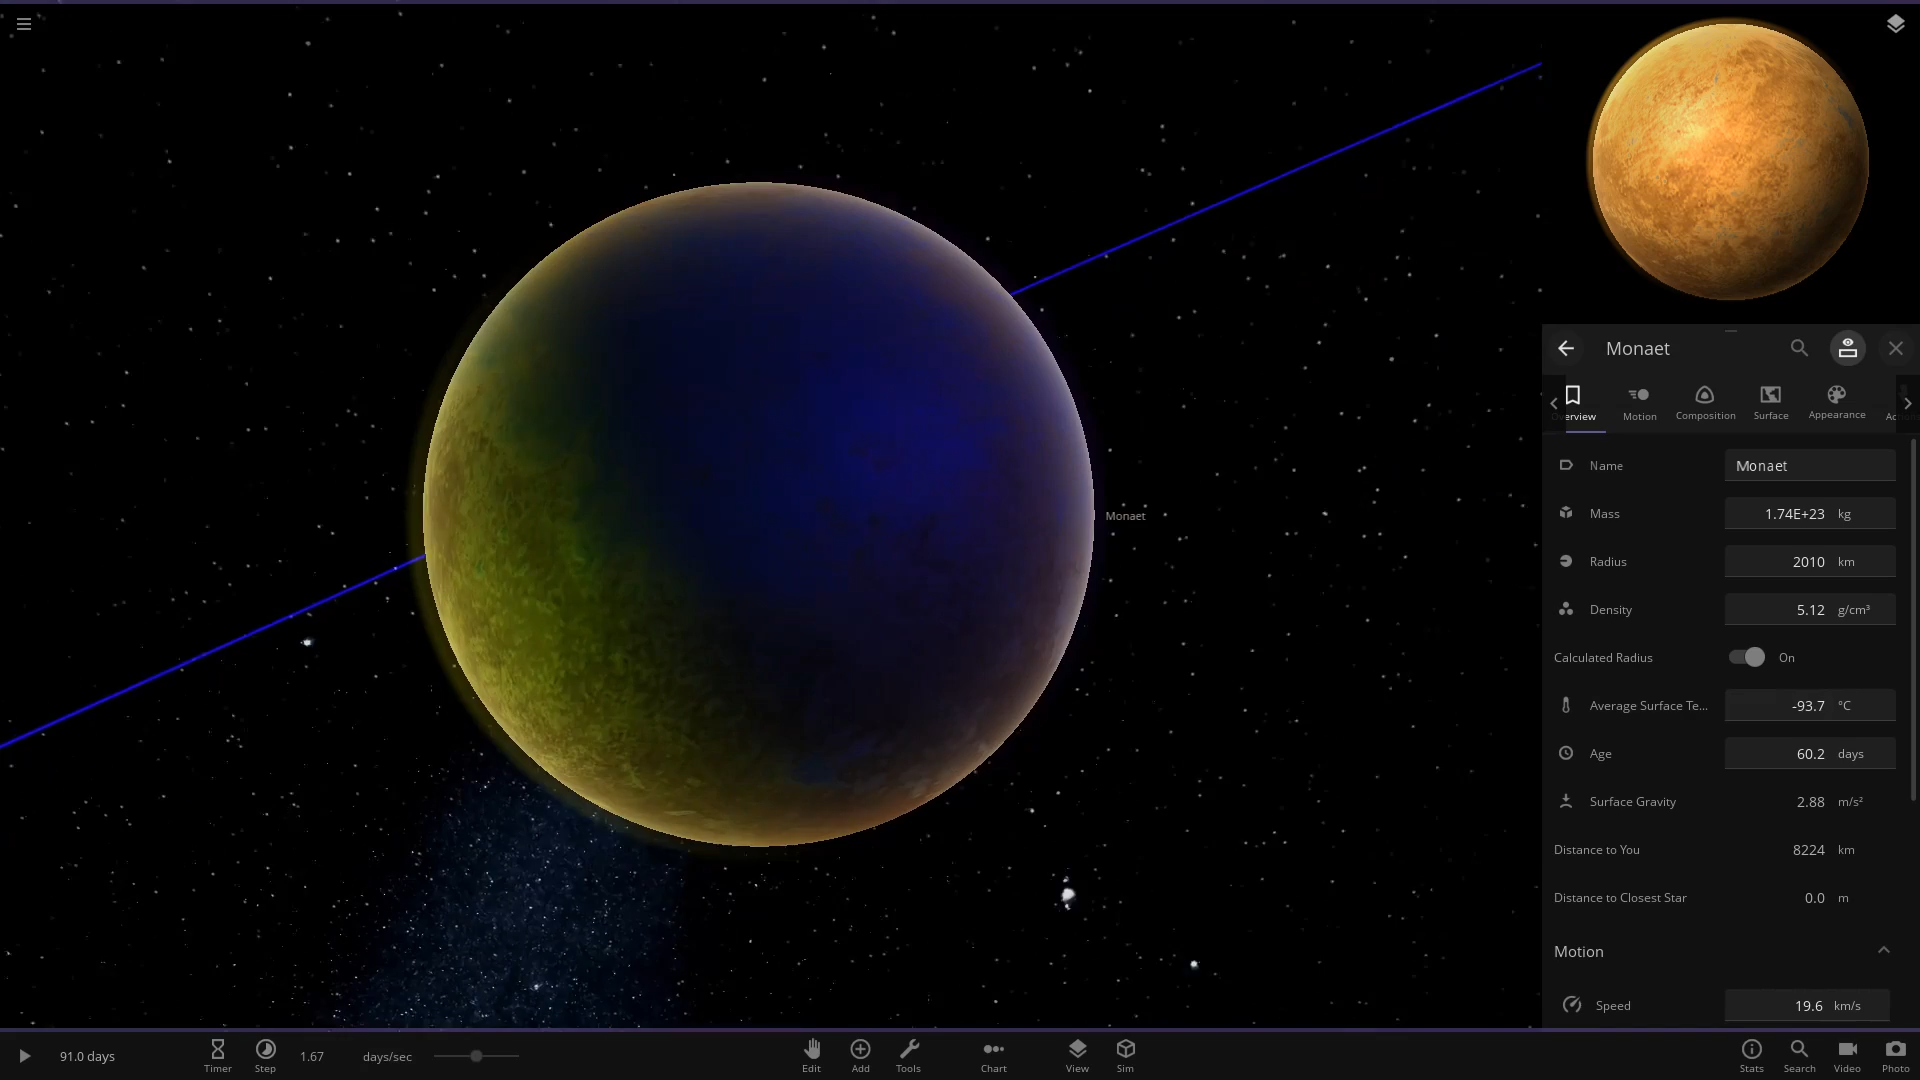 Monaet
erview
Motion
Composition
Surface
Appearance
Name Monaet
Mass 1.74E+23 kg
Radius 2010 km
Density 5.12 g/cm³
Calculated Radius On
Average Surface Te... -93.7 °C
Age 60.2 days
Surface Gravity 2.88 m/s²
Distance to You 8224 km
Distance to Closest Star 0.0 m
Motion
Speed 19.6 km/s
Monaet
91.0 days
Timer
Step
1.67 days/sec
Edit
Add
Tools
Chart
View
Sim
Stats
Search
Video
Photo